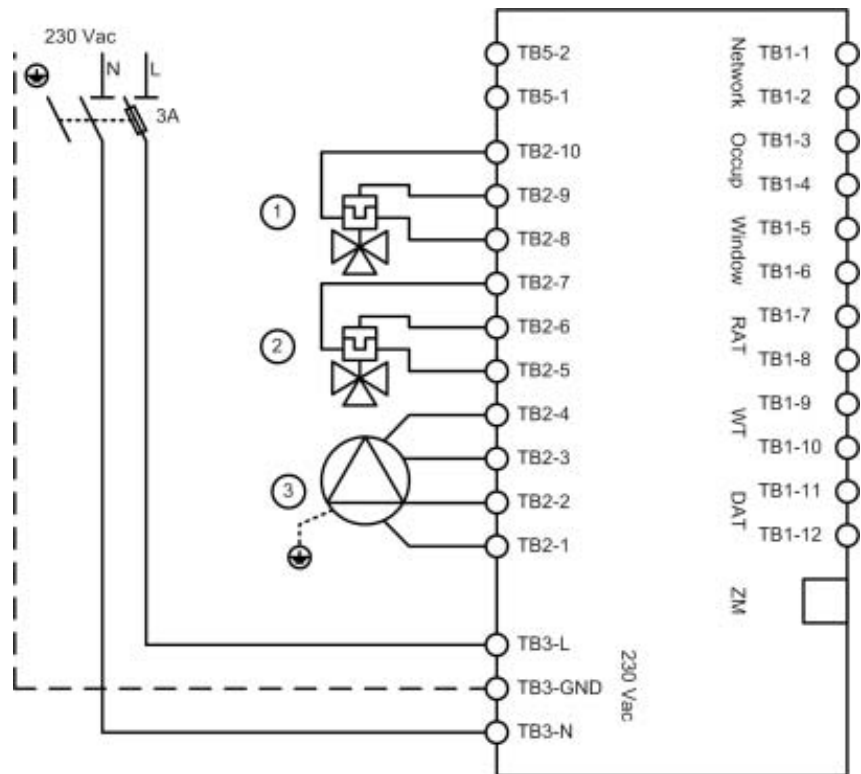 230 Vac
N
L
3A
1
2
3
TB5-2
TB5-1
TB2-10
TB2-9
TB2-8
TB2-7
TB2-6
TB2-5
TB2-4
TB2-3
TB2-2
TB2-1
TB3-L
TB3-GND
TB3-N
230 Vac
Network
Occup
Window
RAT
WT
DAT
ZM
TB1-1
TB1-2
TB1-3
TB1-4
TB1-5
TB1-6
TB1-7
TB1-8
TB1-9
TB1-10
TB1-11
TB1-12